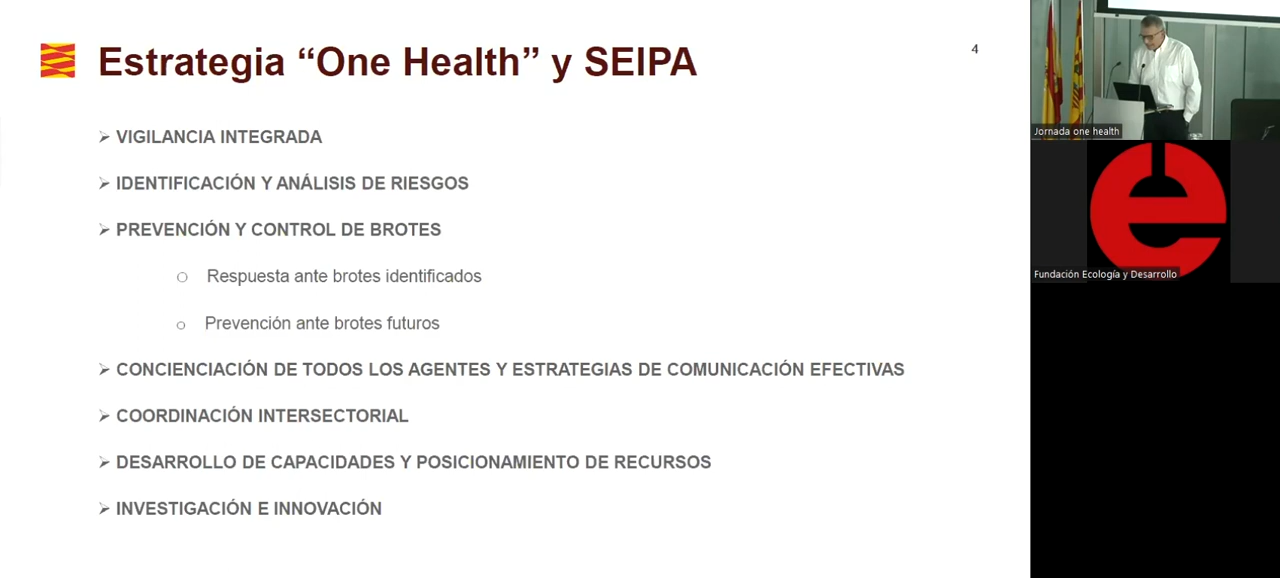 Estrategia “One Health” y SEIPA
4
VIGILANCIA INTEGRADA
IDENTIFICACIÓN Y ANÁLISIS DE RIESGOS
PREVENCIÓN Y CONTROL DE BROTES
Respuesta ante brotes identificados
Prevención ante brotes futuros
CONCIENCIACIÓN DE TODOS LOS AGENTES Y ESTRATEGIAS DE COMUNICACIÓN EFECTIVAS
COORDINACIÓN INTERSECTORIAL
DESARROLLO DE CAPACIDADES Y POSICIONAMIENTO DE RECURSOS
INVESTIGACIÓN E INNOVACIÓN
Jornada one health
e
Fundación Ecología y Desarrollo